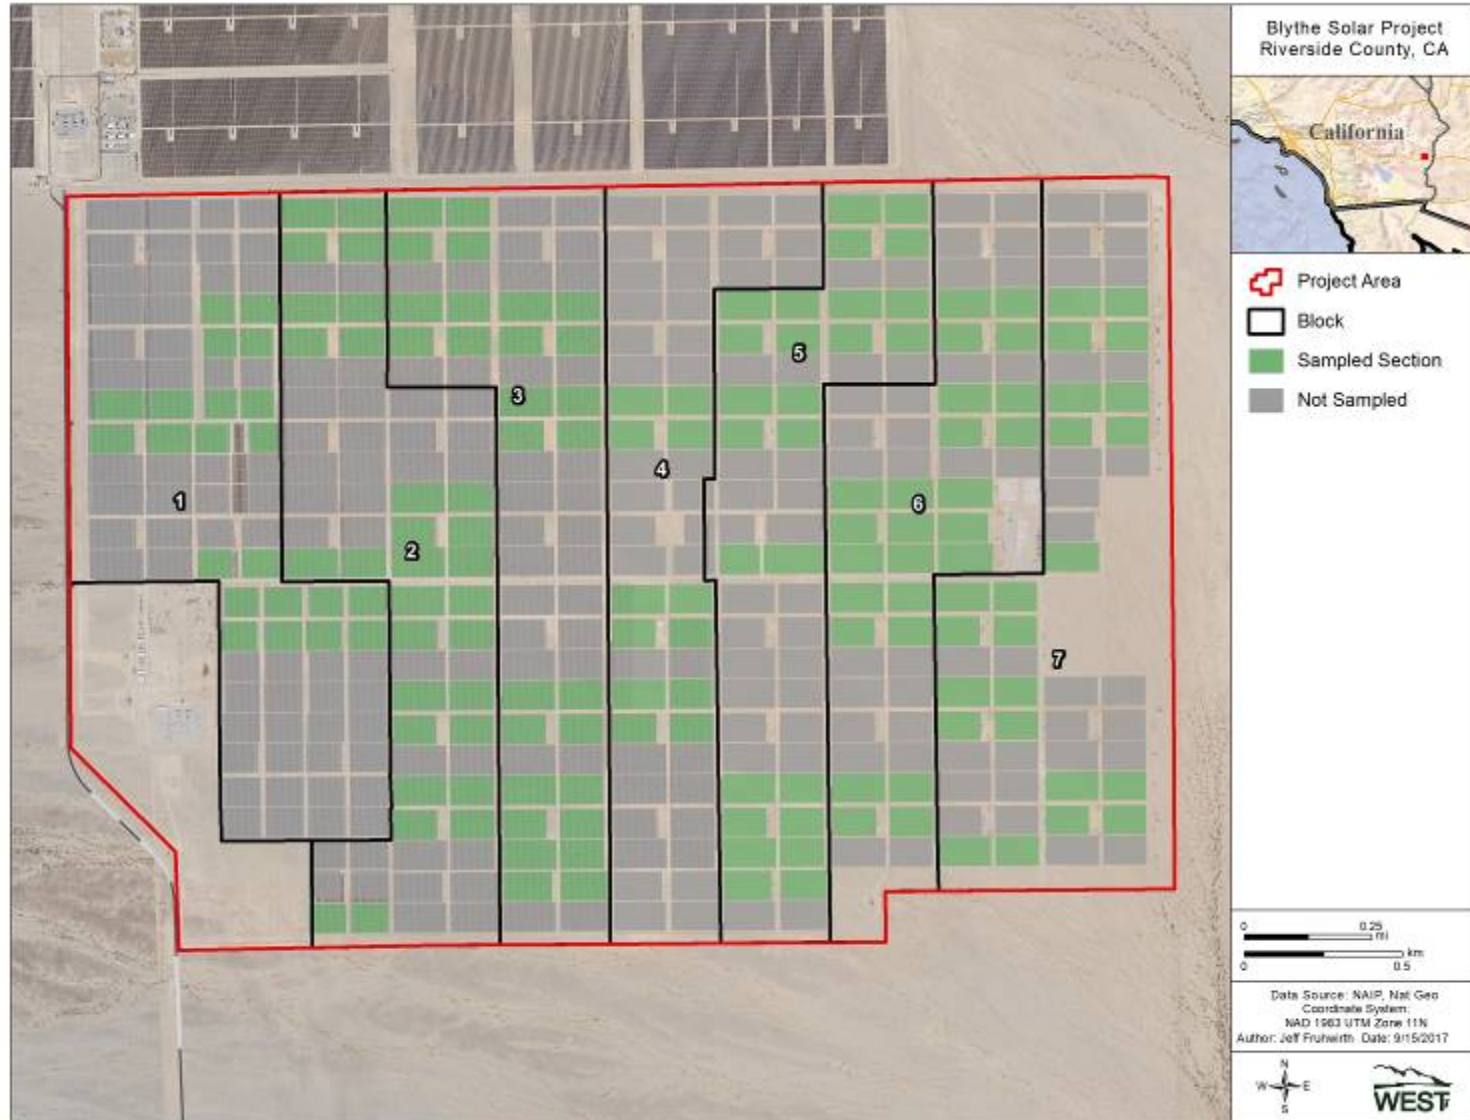 Blythe Solar Project
Riverside County, CA
California
Project Area
Block
Sampled Section
Not Sampled
1
2
3
4
5
6
7
0 0.25
mi
km
0 0.5
Data Source: NAIP, Nat Geo
Coordinate System:
NAD 1983 UTM Zone 11N
Author: Jeff Fruhwirth Date: 9/15/2017
N
W E
S
WEST